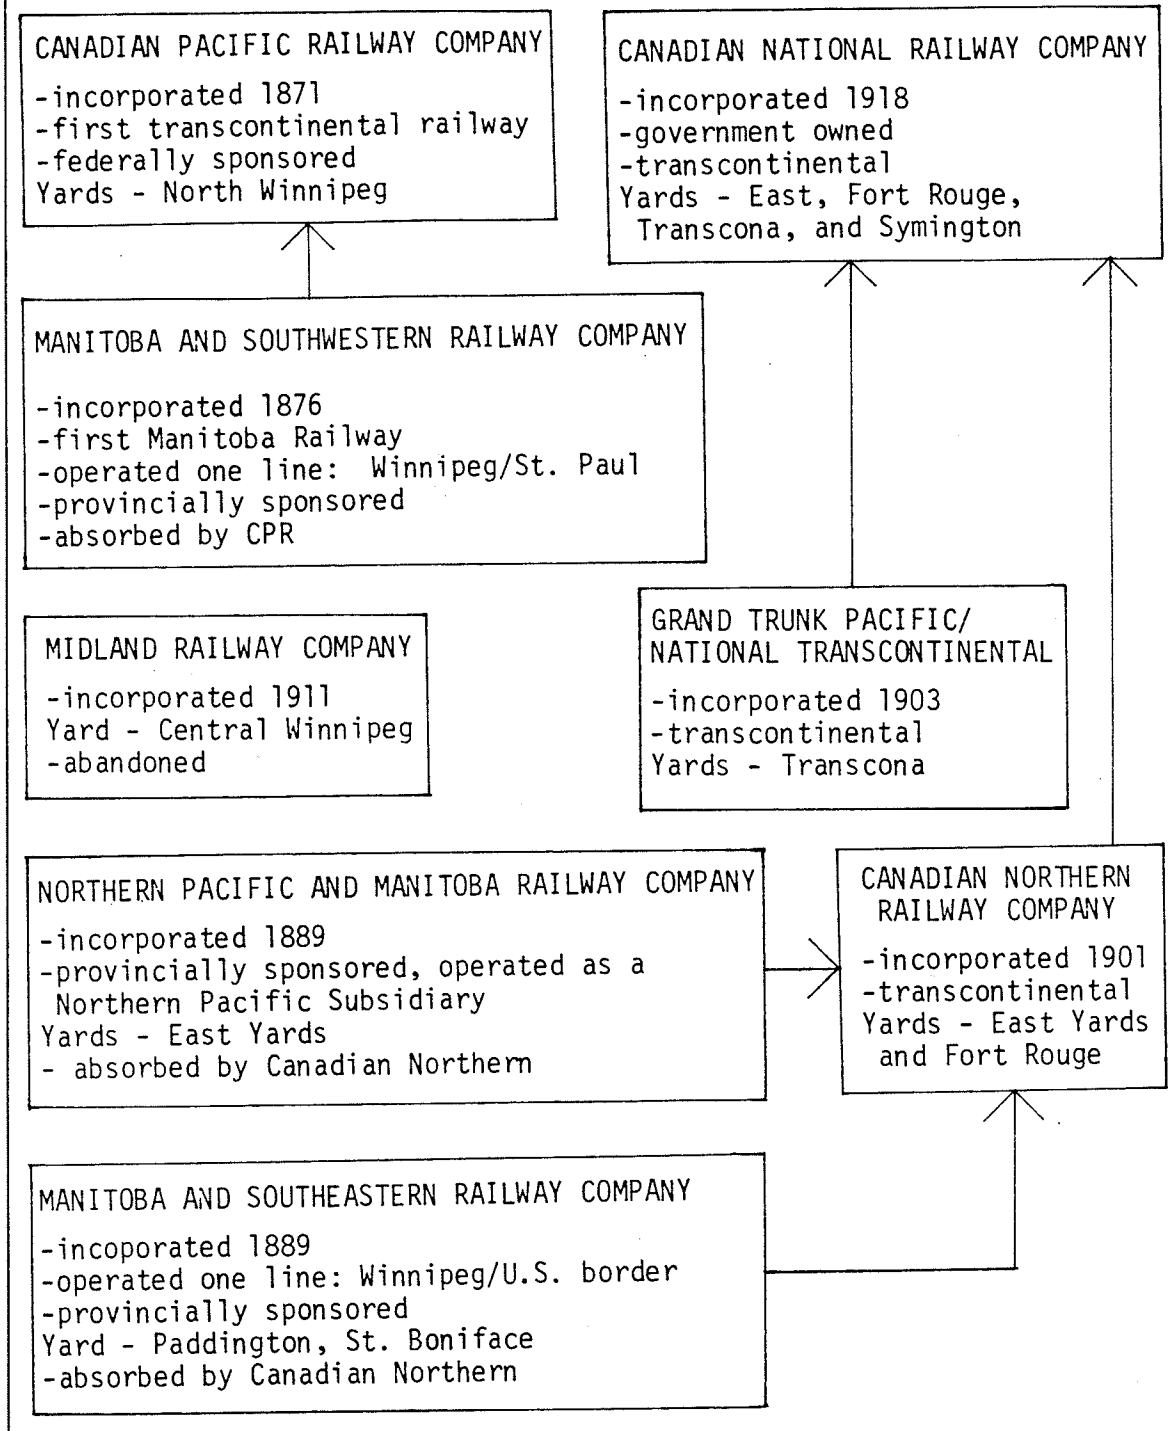 CANADIAN PACIFIC RAILWAY COMPANY
-incorporated 1871
-first transcontinental railway
-federally sponsored
Yards - North Winnipeg
CANADIAN NATIONAL RAILWAY COMPANY
-incorporated 1918
-government owned
-transcontinental
Yards - East, Fort Rouge,
Transcona, and Symington
MANITOBA AND SOUTHWESTERN RAILWAY COMPANY
-incorporated 1876
-first Manitoba Railway
-operated one line: Winnipeg/St. Paul
-provincially sponsored
-absorbed by CPR
MIDLAND RAILWAY COMPANY
-incorporated 1911
Yard - Central Winnipeg
-abandoned
GRAND TRUNK PACIFIC/
NATIONAL TRANSCONTINENTAL
-incorporated 1903
-transcontinental
Yards - Transcona
NORTHERN PACIFIC AND MANITOBA RAILWAY COMPANY
-incorporated 1889
-provincially sponsored, operated as a
Northern Pacific Subsidiary
Yards - East Yards
- absorbed by Canadian Northern
CANADIAN NORTHERN
RAILWAY COMPANY
-incorporated 1901
-transcontinental
Yards - East Yards
and Fort Rouge
MANITOBA AND SOUTHEASTERN RAILWAY COMPANY
-incoporated 1889
-operated one line: Winnipeg/U.S. border
-provincially sponsored
Yard - Paddington, St. Boniface
-absorbed by Canadian Northern